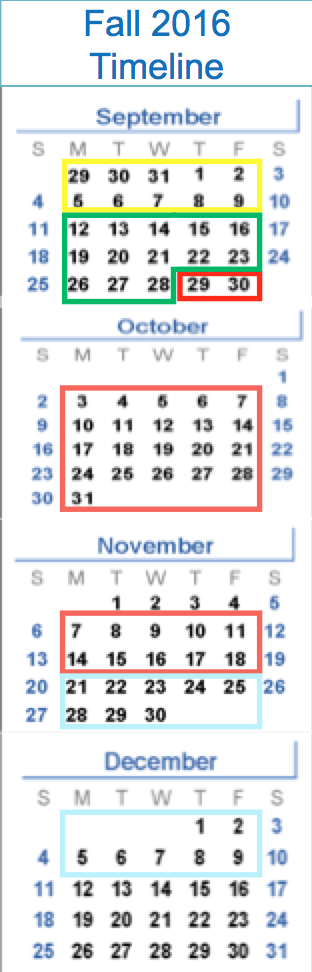 Fall 2016
Timeline
September
S M T W T F S
29 30 31 1 2 3
4 5 6 7 8 9 10
11 12 13 14 15 16 17
18 19 20 21 22 23 24
25 26 27 28 29 30
October
S M T W T F S
1
2 3 4 5 6 7 8
9 10 11 12 13 14 15
16 17 18 19 20 21 22
23 24 25 26 27 28 29
30 31
November
S M T W T F S
1 2 3 4 5
6 7 8 9 10 11 12
13 14 15 16 17 18 19
20 21 22 23 24 25 26
27 28 29 30
December
S M T W T F S
1 2 3
4 5 6 7 8 9 10
11 12 13 14 15 16 17
18 19 20 21 22 23 24
25 26 27 28 29 30 31